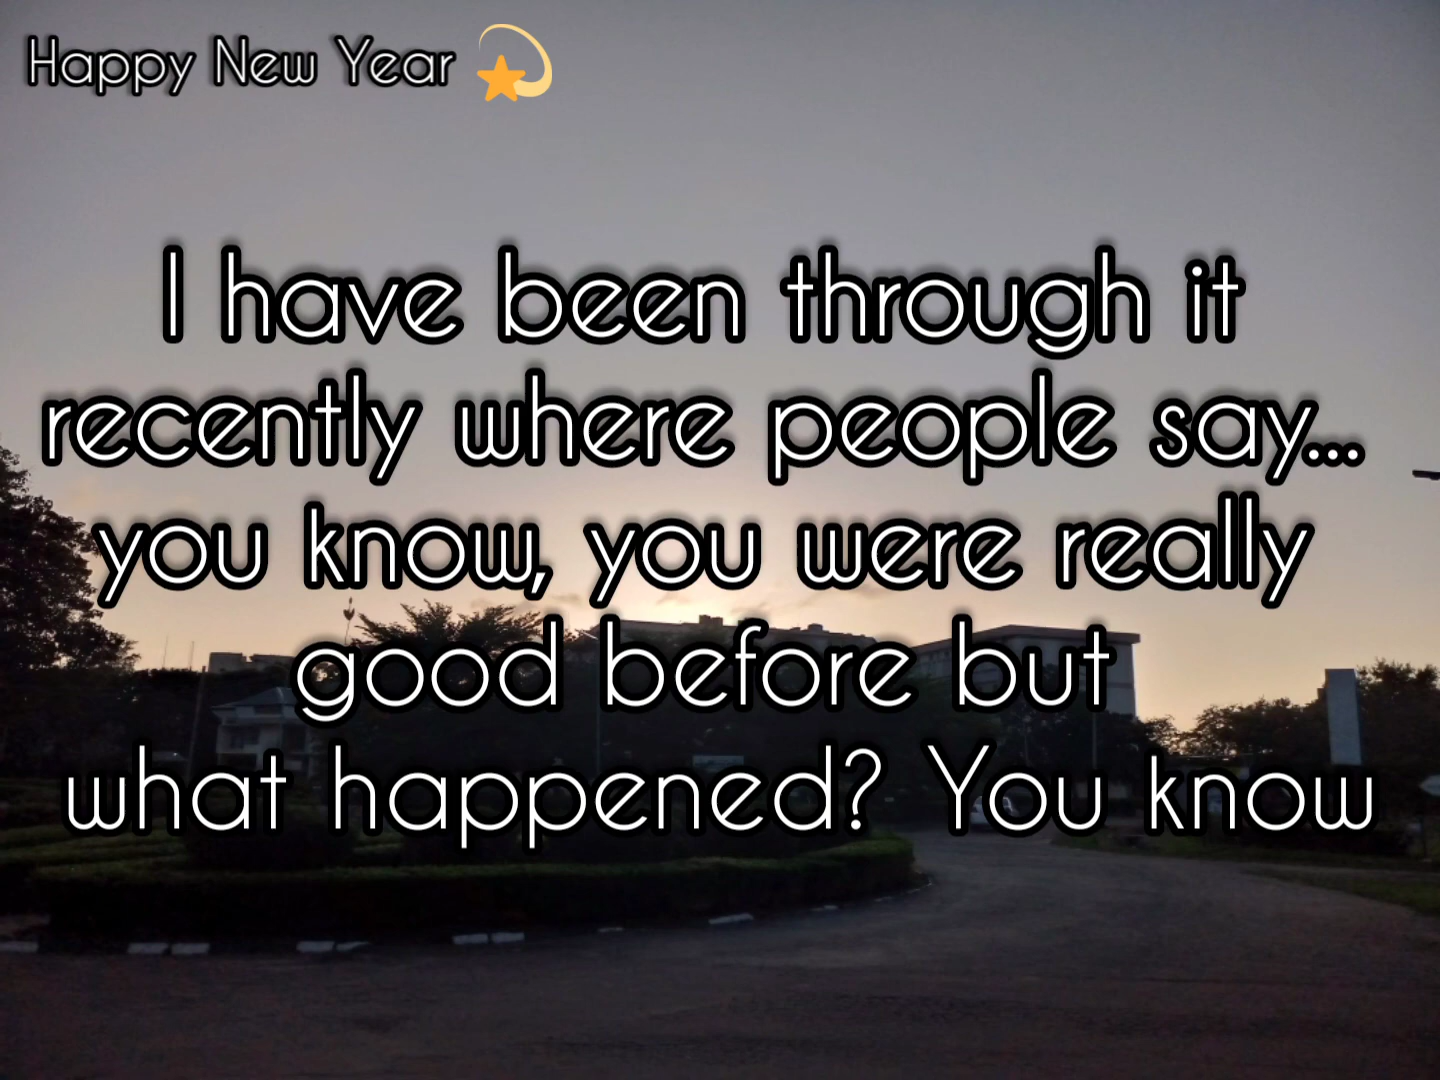 Happy New Year 💫
I have been through it
recently where people say...
you know, you were really
good before but
what happened? You know